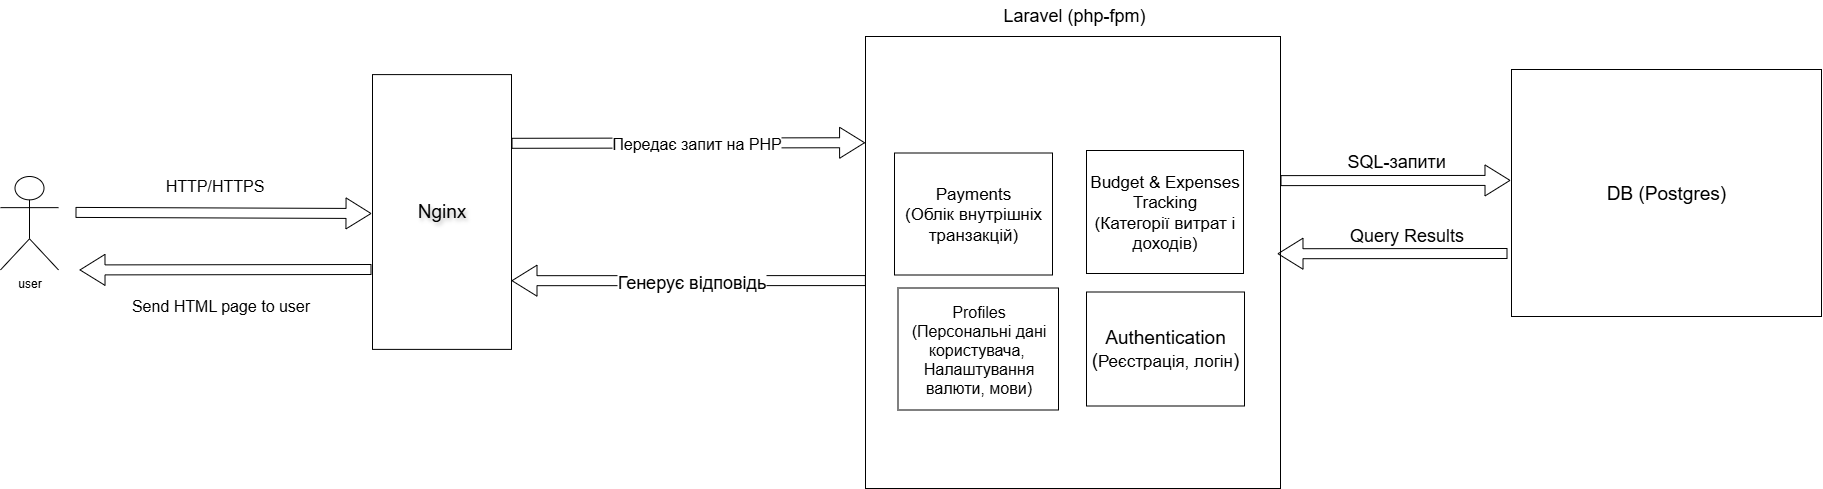 Laravel (php-fpm)
HTTP/HTTPS
user
Send HTML page to user
Nginx
Передає запит на PHP
Генерує відповідь
Payments
(Облік внутрішніх
транзакцій)
Budget & Expenses
Tracking
(Категорії витрат і
доходів)
Profiles
(Персональні дані
користувача,
Налаштування
валюти, мови)
Authentication
(Реєстрація, логін)
SQL-запити
Query Results
DB (Postgres)